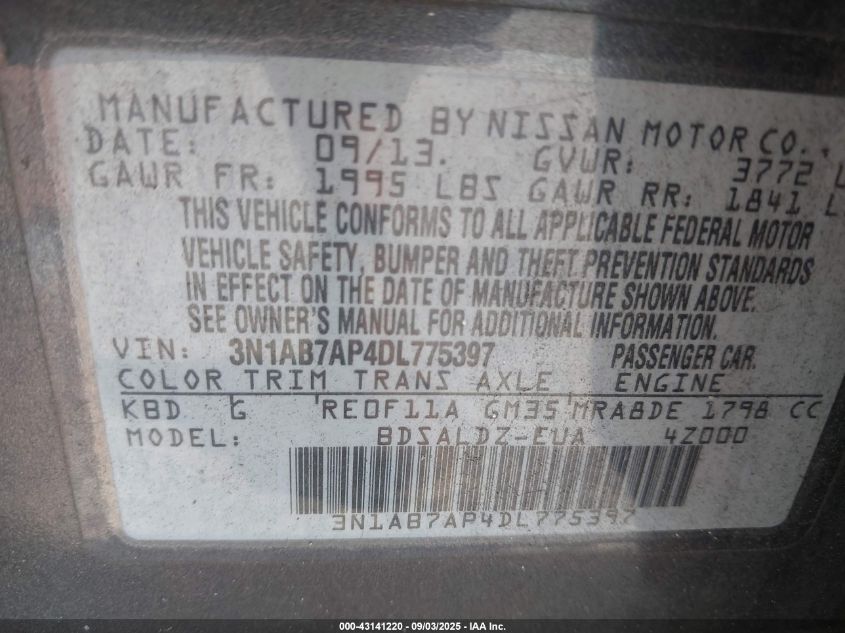 MANUFACTURED BY NISSAN MOTOR CO.,
DATE: 09/13. GVWR: 3772 L
GAWR FR: 1995 LBS GAWR RR: 1841 L
THIS VEHICLE CONFORMS TO ALL APPLICABLE FEDERAL MOTOR
VEHICLE SAFETY, BUMPER AND THEFT PREVENTION STANDARDS
IN EFFECT ON THE DATE OF MANUFACTURE SHOWN ABOVE.
SEE OWNER'S MANUAL FOR ADDITIONAL INFORMATION.
VIN: 3N1AB7AP4DL775397 PASSENGER CAR.
COLOR TRIM TRANS AXLE ENGINE
KBD G RE0F11A GM35 MRA8DE 1798 CC
MODEL: BDSALDZ-EUA 4Z000
3N1AB7AP4DL775397
000-43141220 - 09/03/2025 - IAA Inc.